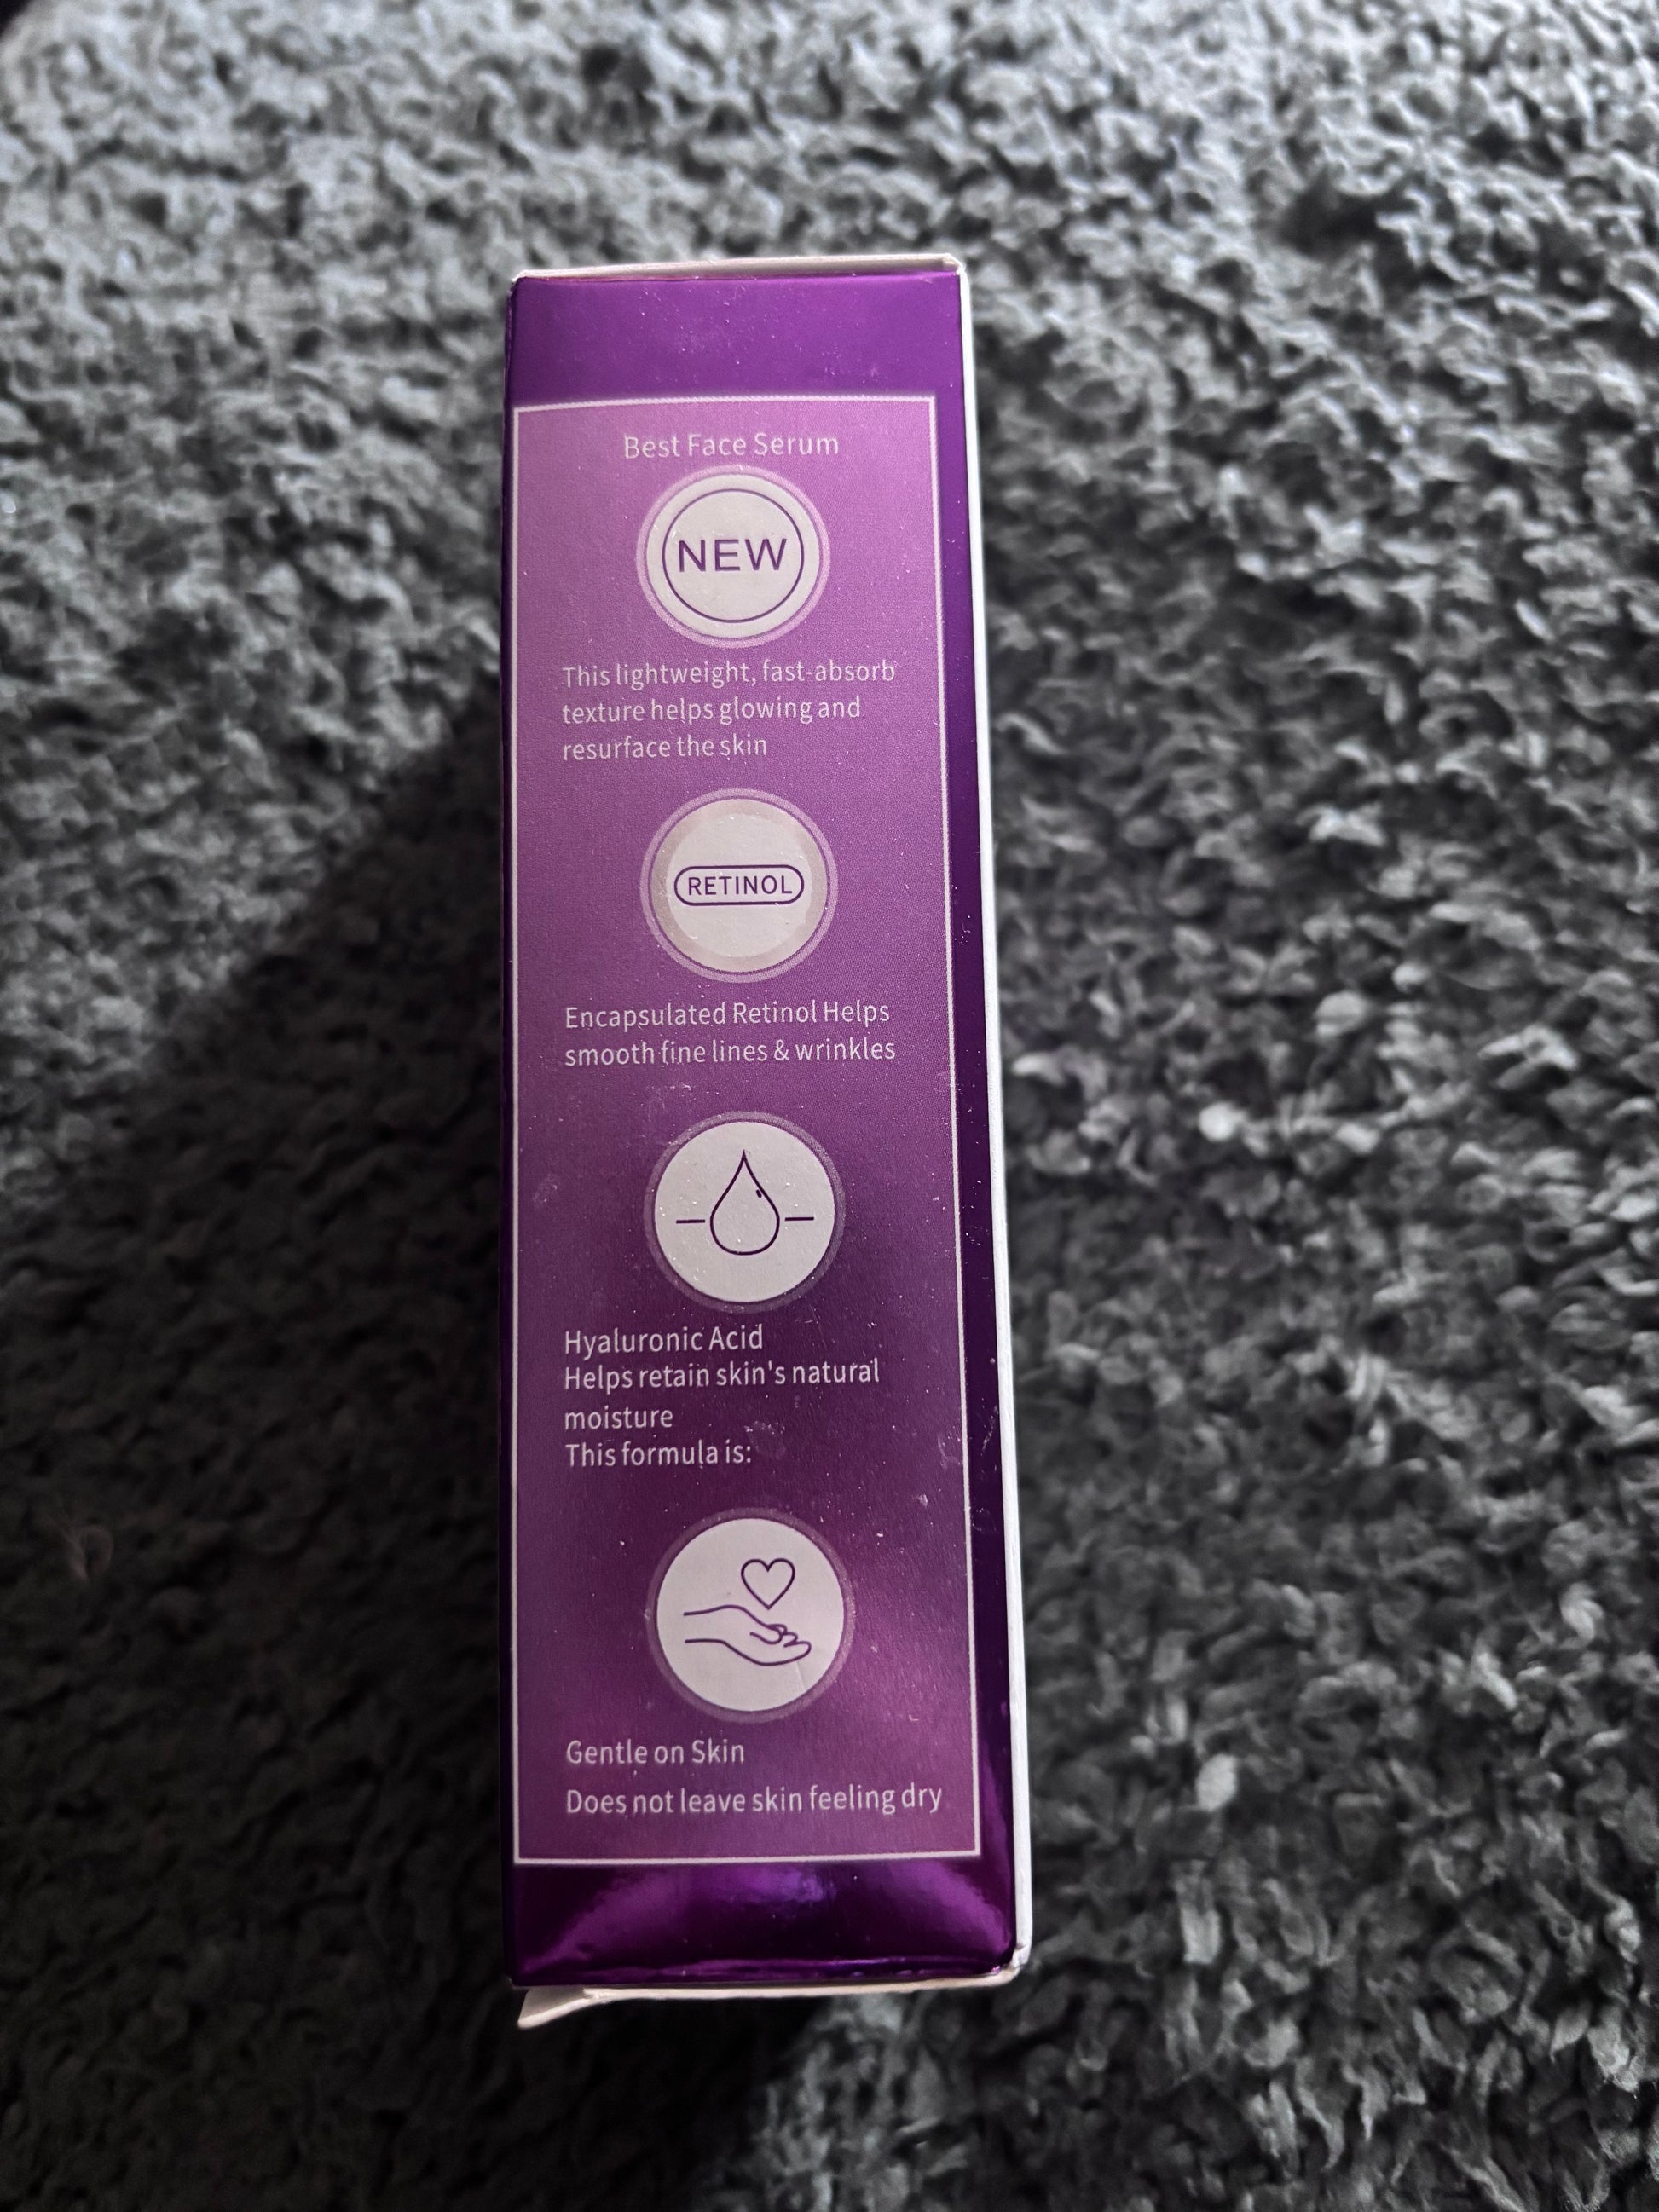 Best Face Serum
NEW
This lightweight, fast-absorb
texture helps glowing and
resurface the skin
RETINOL
Encapsulated Retinol Helps
smooth fine lines & wrinkles
Hyaluronic Acid
Helps retain skin's natural
moisture
This formula is:
Gentle on Skin
Does not leave skin feeling dry